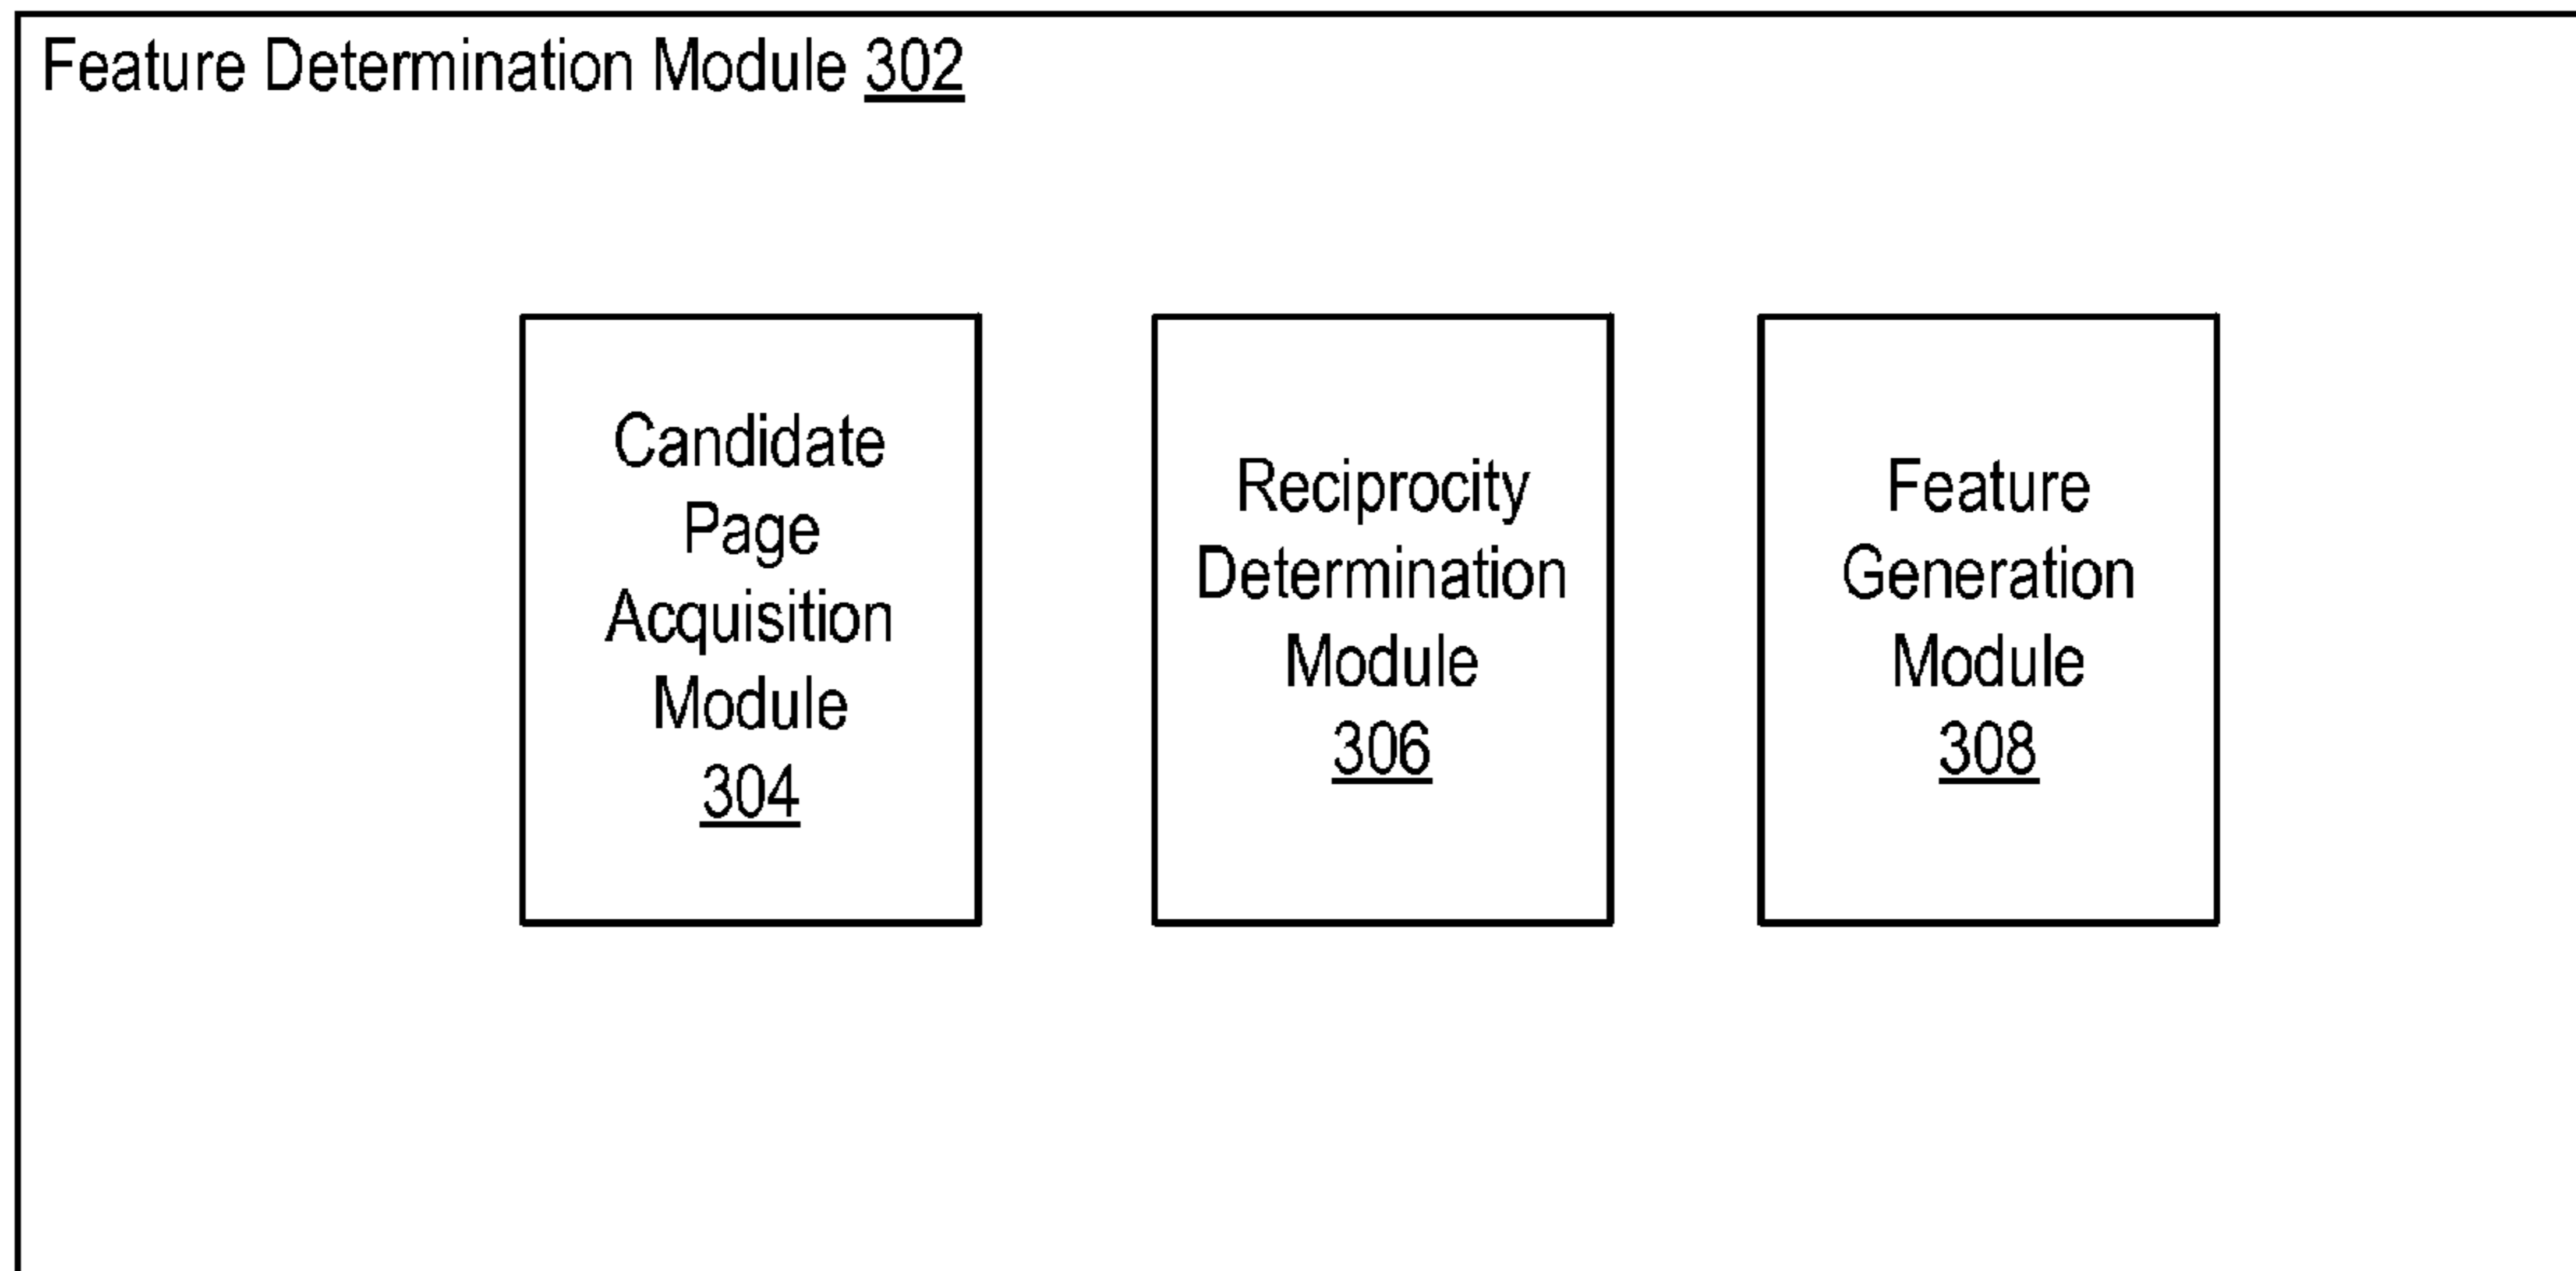 Feature Determination Module 302
Candidate
Page
Acquisition
Module
304
Reciprocity
Determination
Module
306
Feature
Generation
Module
308